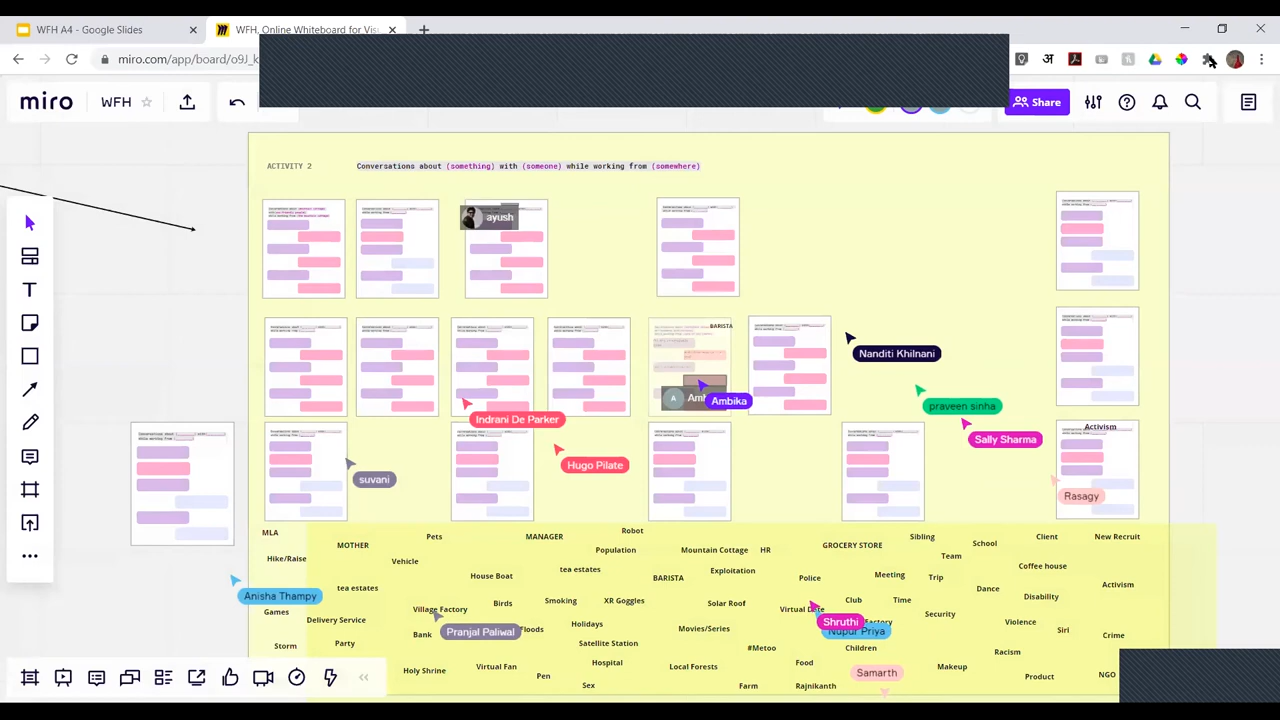 WFH A4 - Google Slides
WFH, Online Whiteboard for Vis
miro.com/app/board/o9J_k
अ
miro
WFH
Share
ACTIVITY 2
Conversations about (something) with (someone) while working from (somewhere)
ayush
BARISTA
Nanditi Khilnani
A
Amb
Ambika
praveen sinha
Indrani De Parker
Activism
Sally Sharma
Hugo Pilate
suvani
Rasagy
MLA
MOTHER
Pets
MANAGER
Robot
Population
Mountain Cottage
HR
GROCERY STORE
Sibling
School
Client
New Recruit
Hike/Raise
Vehicle
tea estates
Exploitation
Team
Coffee house
tea estates
House Boat
BARISTA
Police
Meeting
Trip
Dance
Disability
Activism
Anisha Thampy
Games
Village Factory
Birds
Smoking
XR Goggles
Solar Roof
Virtual Date
Club
Time
Security
Delivery Service
Pranjal Paliwal
Floods
Holidays
Movies/Series
Shruthi
Factory
Nupur Priya
Violence
Siri
Crime
Storm
Party
Bank
Satellite Station
#Metoo
Children
Racism
Holy Shrine
Virtual Fan
Pen
Hospital
Local Forests
Food
Samarth
Makeup
Product
NGO
Sex
Farm
Rajnikanth